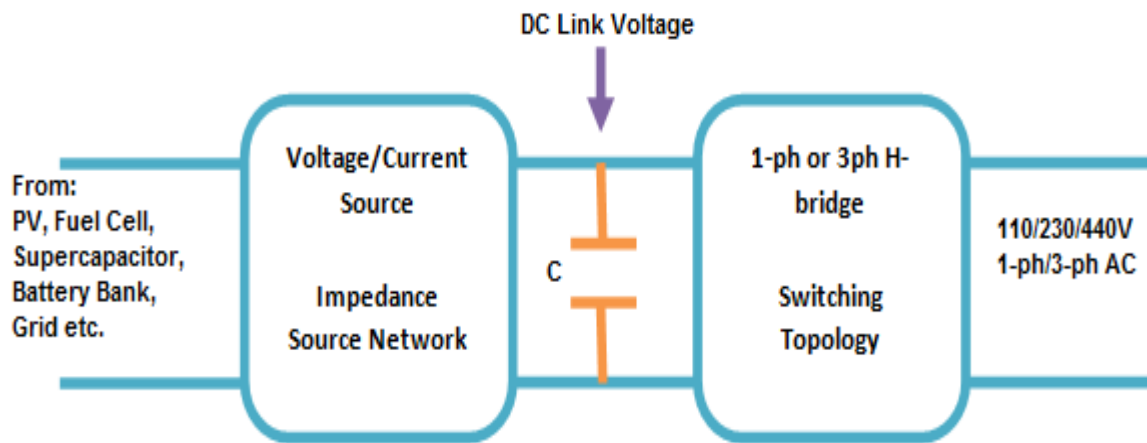 DC Link Voltage
From:
PV, Fuel Cell,
Supercapacitor,
Battery Bank,
Grid etc.
Voltage/Current
Source
Impedance
Source Network
C
1-ph or 3ph H-
bridge
Switching
Topology
110/230/440V
1-ph/3-ph AC